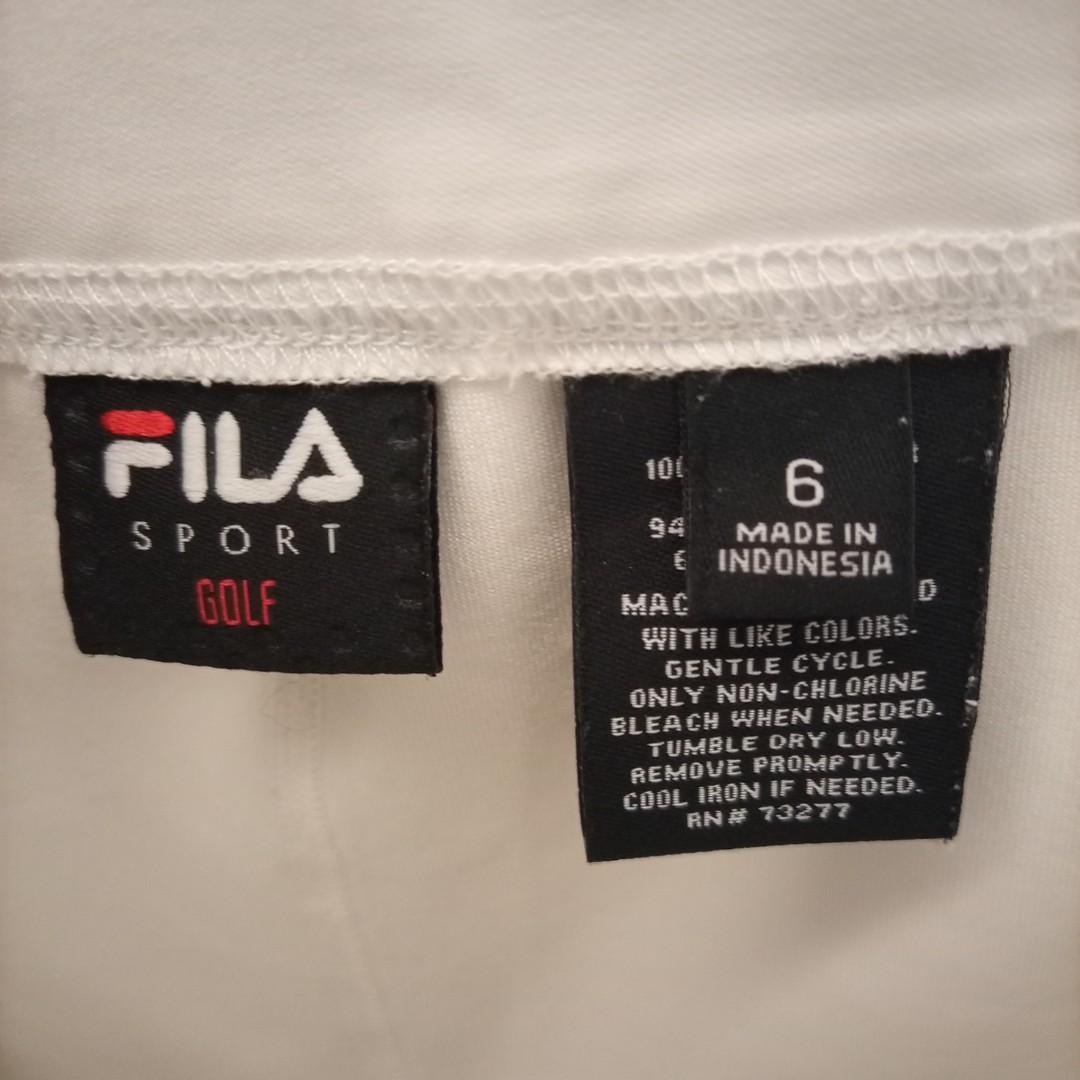 FILA
SPORT
GOLF
6
MADE IN
INDONESIA
WITH LIKE COLORS.
GENTLE CYCLE.
ONLY NON-CHLORINE
BLEACH WHEN NEEDED.
TUMBLE DRY LOW.
REMOVE PROMPTLY.
COOL IRON IF NEEDED.
RN# 73277